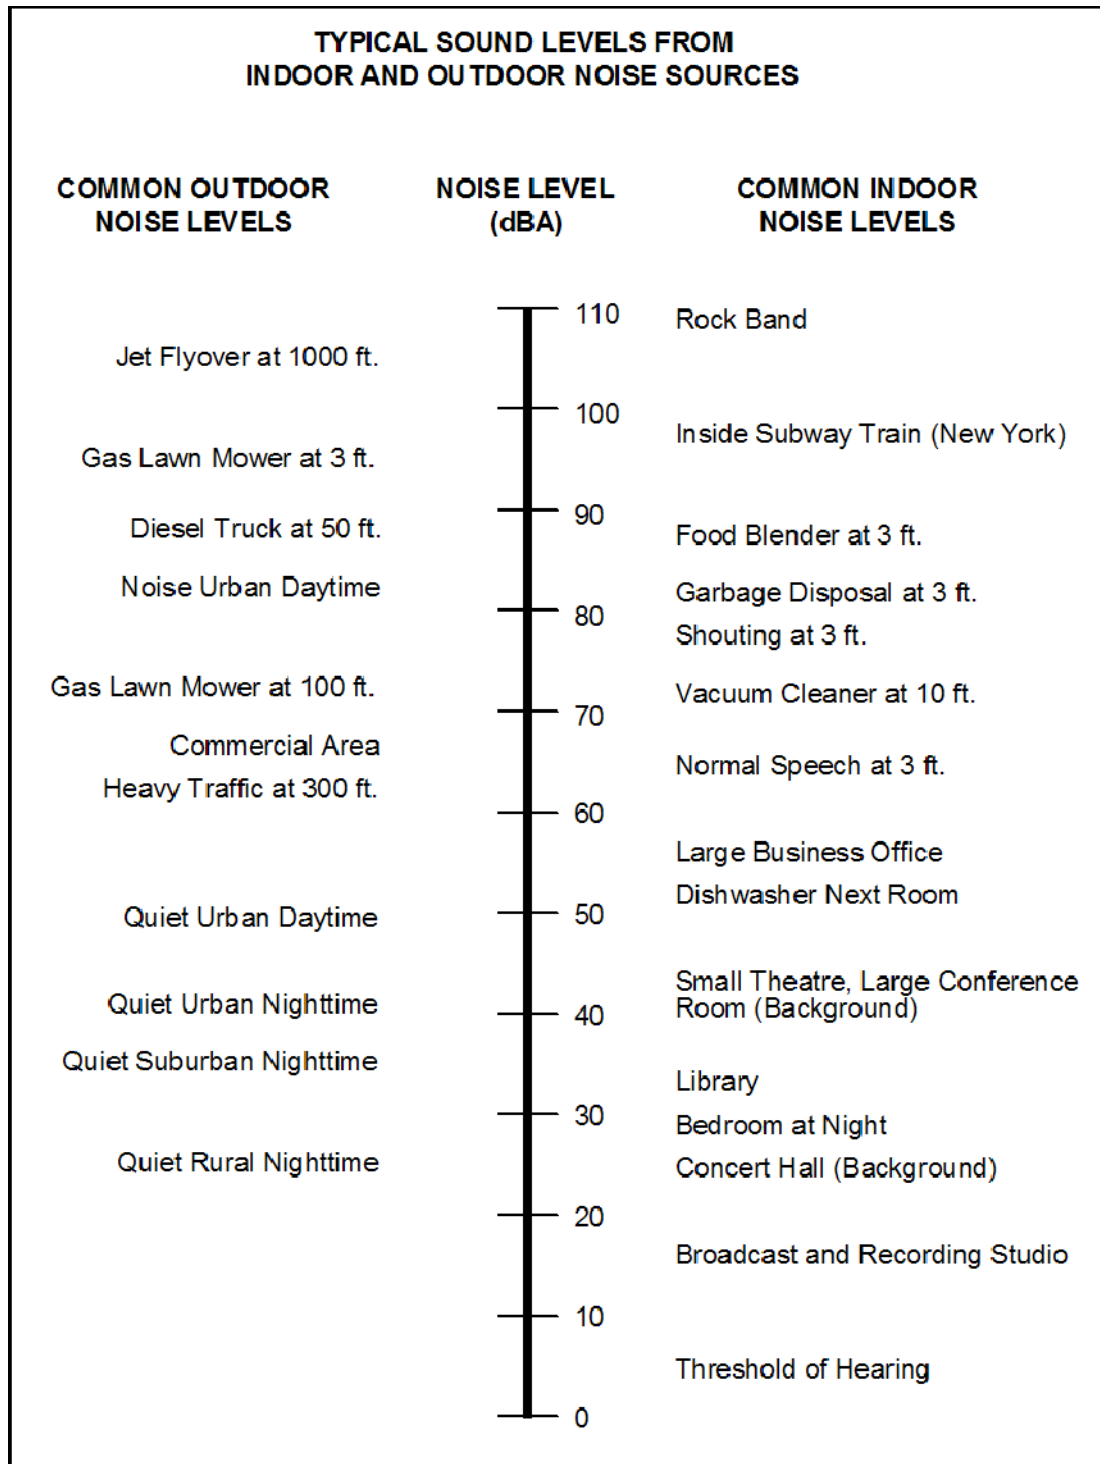 TYPICAL SOUND LEVELS FROM
INDOOR AND OUTDOOR NOISE SOURCES
COMMON OUTDOOR
NOISE LEVELS
NOISE LEVEL
(dBA)
COMMON INDOOR
NOISE LEVELS
110
Rock Band
Jet Flyover at 1000 ft.
100
Inside Subway Train (New York)
Gas Lawn Mower at 3 ft.
90
Diesel Truck at 50 ft.
Food Blender at 3 ft.
Noise Urban Daytime
Garbage Disposal at 3 ft.
80
Shouting at 3 ft.
Gas Lawn Mower at 100 ft.
Vacuum Cleaner at 10 ft.
70
Commercial Area
Normal Speech at 3 ft.
Heavy Traffic at 300 ft.
60
Large Business Office
Dishwasher Next Room
Quiet Urban Daytime
50
Small Theatre, Large Conference
Room (Background)
Quiet Urban Nighttime
40
Quiet Suburban Nighttime
Library
30
Bedroom at Night
Quiet Rural Nighttime
Concert Hall (Background)
20
Broadcast and Recording Studio
10
Threshold of Hearing
0